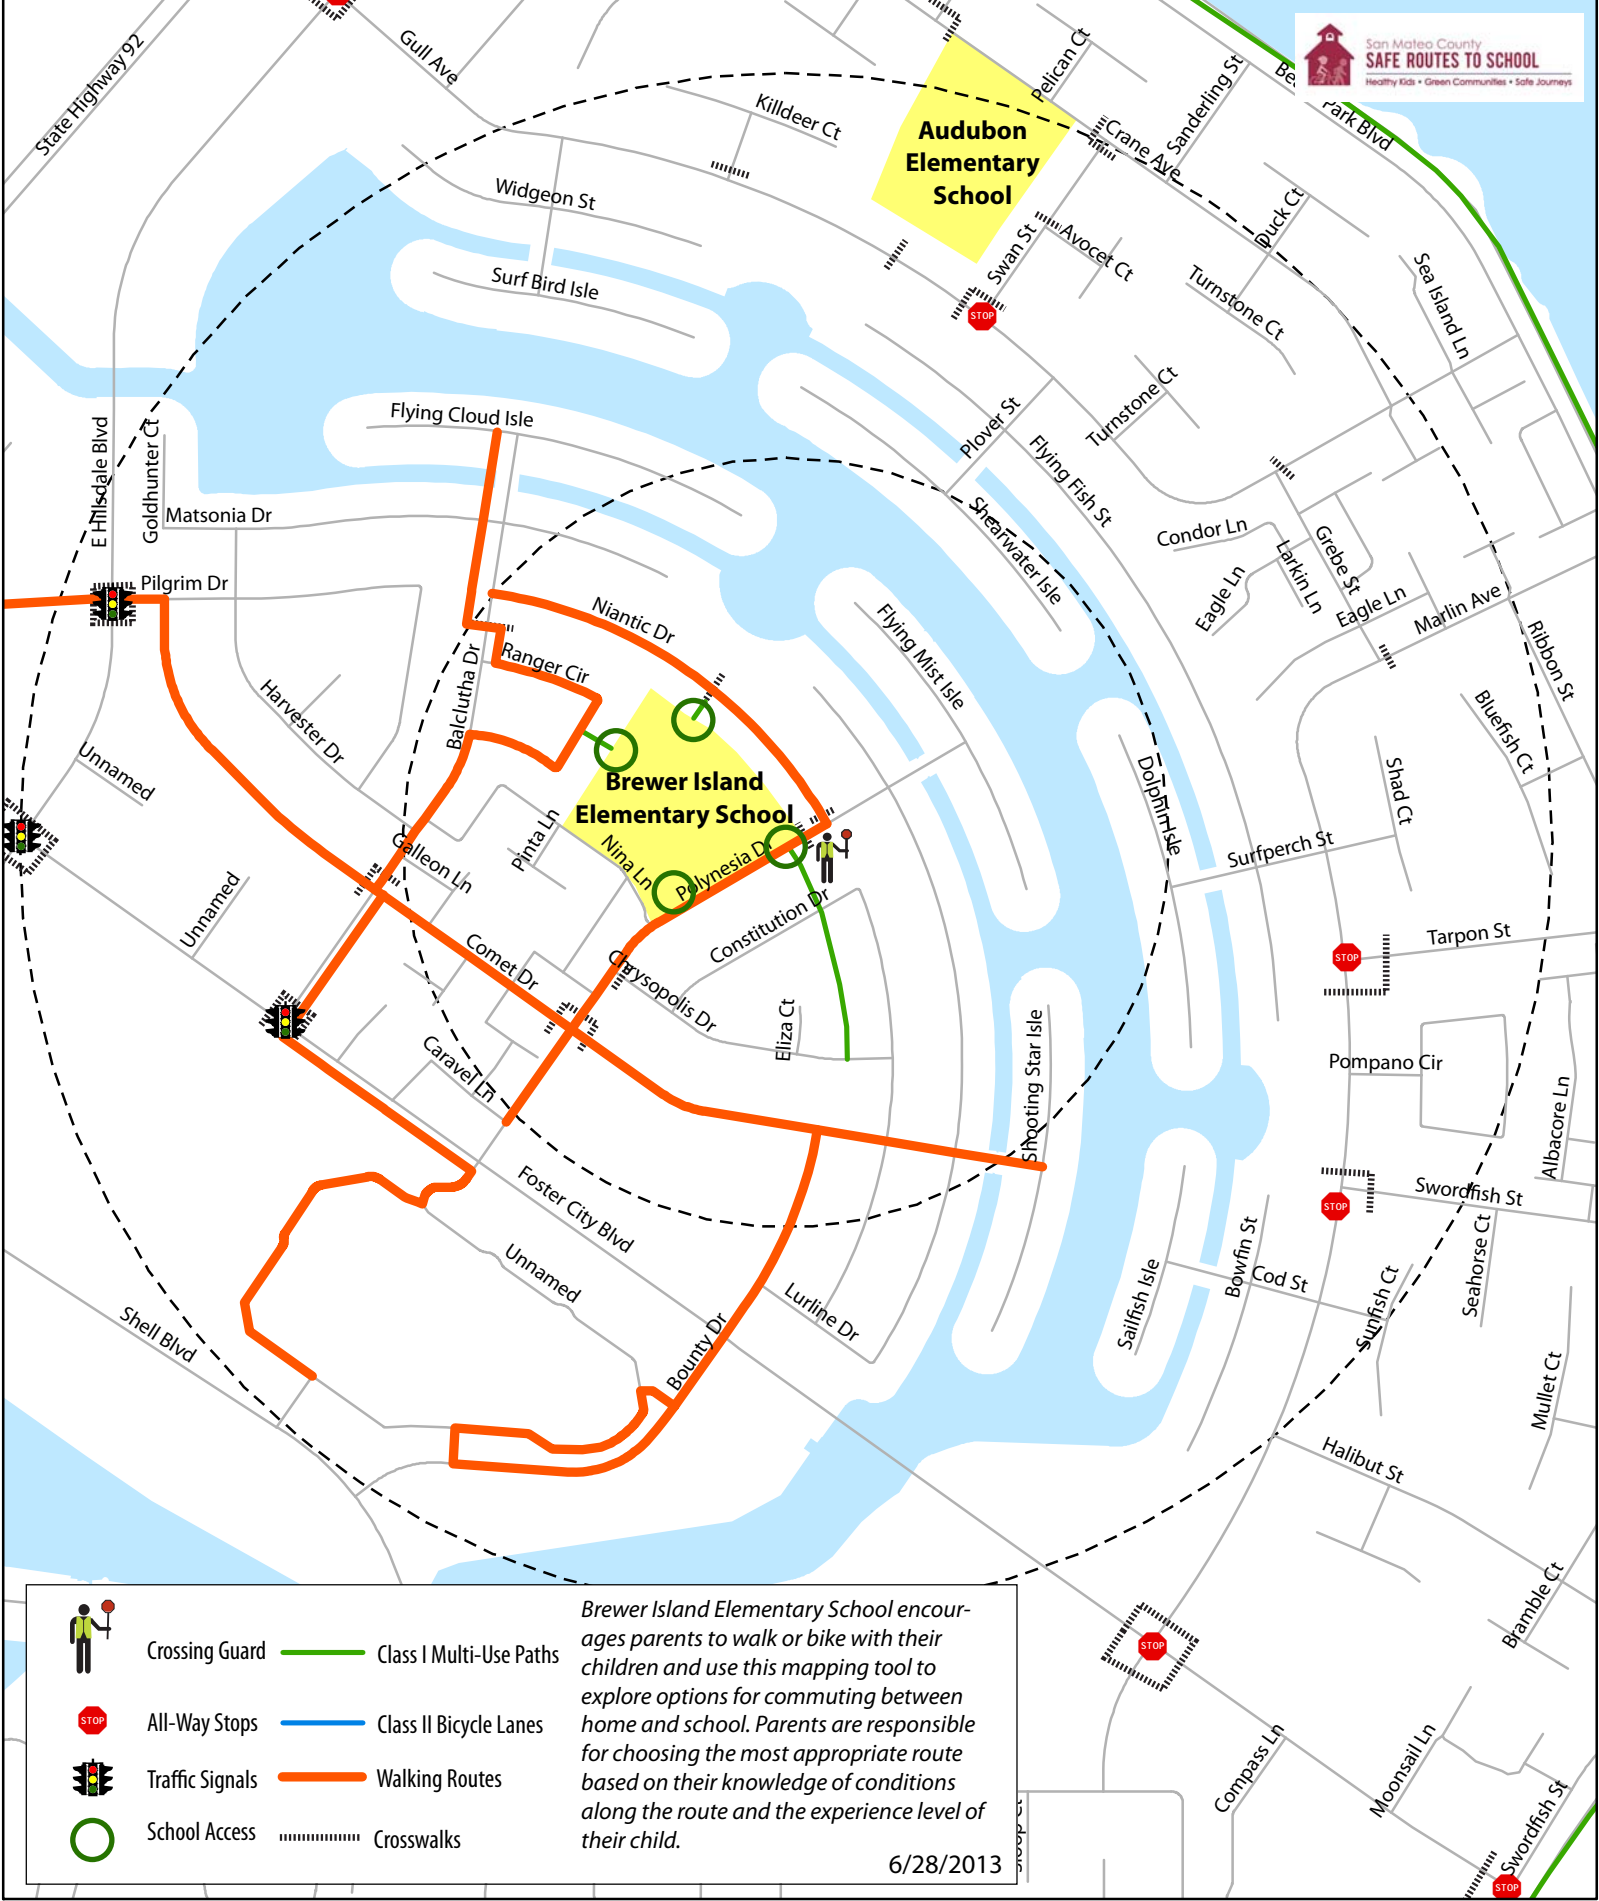 San Mateo County
SAFE ROUTES TO SCHOOL
Healthy Kids • Green Communities • Safe Journeys
State Highway 92
Gull Ave
Pelican Ct
Sanderling St
Park Blvd
Killdeer Ct
Audubon
Elementary
School
Crane Ave
Widgeon St
Swan St
Avocet Ct
Duck Ct
Surf Bird Isle
Turnstone Ct
Sea Island Ln
STOP
Flying Cloud Isle
Plover St
Turnstone Ct
E Hillsdale Blvd
Goldhunter Ct
Matsonia Dr
Flying Fish St
Shearwater Isle
Condor Ln
Larkin Ln
Grebe St
Pilgrim Dr
Eagle Ln
Eagle Ln
Marlin Ave
Niantic Dr
Flying Mist Isle
Ribbon St
Ranger Cir
Balclutha Dr
Harvester Dr
Bluefish Ct
Unnamed
Brewer Island
Elementary School
Dolphin Isle
Shad Ct
Pinta Ln
Galleon Ln
Nina Ln
Polynesia Dr
Surfperch St
Unnamed
Constitution Dr
Tarpon St
Comet Dr
Chrysopolis Dr
STOP
Eliza Ct
Shooting Star Isle
Caravel Ln
Pompano Cir
Albacore Ln
Foster City Blvd
Swordfish St
STOP
Unnamed
Bowfin St
Seahorse Ct
Sailfish Isle
Cod St
Sunfish Ct
Lurline Dr
Shell Blvd
Bounty Dr
Mullet Ct
Halibut St
Bramble Ct
STOP
Compass Ln
Moonsail Ln
Swordfish St
STOP
Crossing Guard
Class I Multi-Use Paths
STOP
All-Way Stops
Class II Bicycle Lanes
Traffic Signals
Walking Routes
School Access
Crosswalks
Brewer Island Elementary School encour-
ages parents to walk or bike with their
children and use this mapping tool to
explore options for commuting between
home and school. Parents are responsible
for choosing the most appropriate route
based on their knowledge of conditions
along the route and the experience level of
their child.
6/28/2013